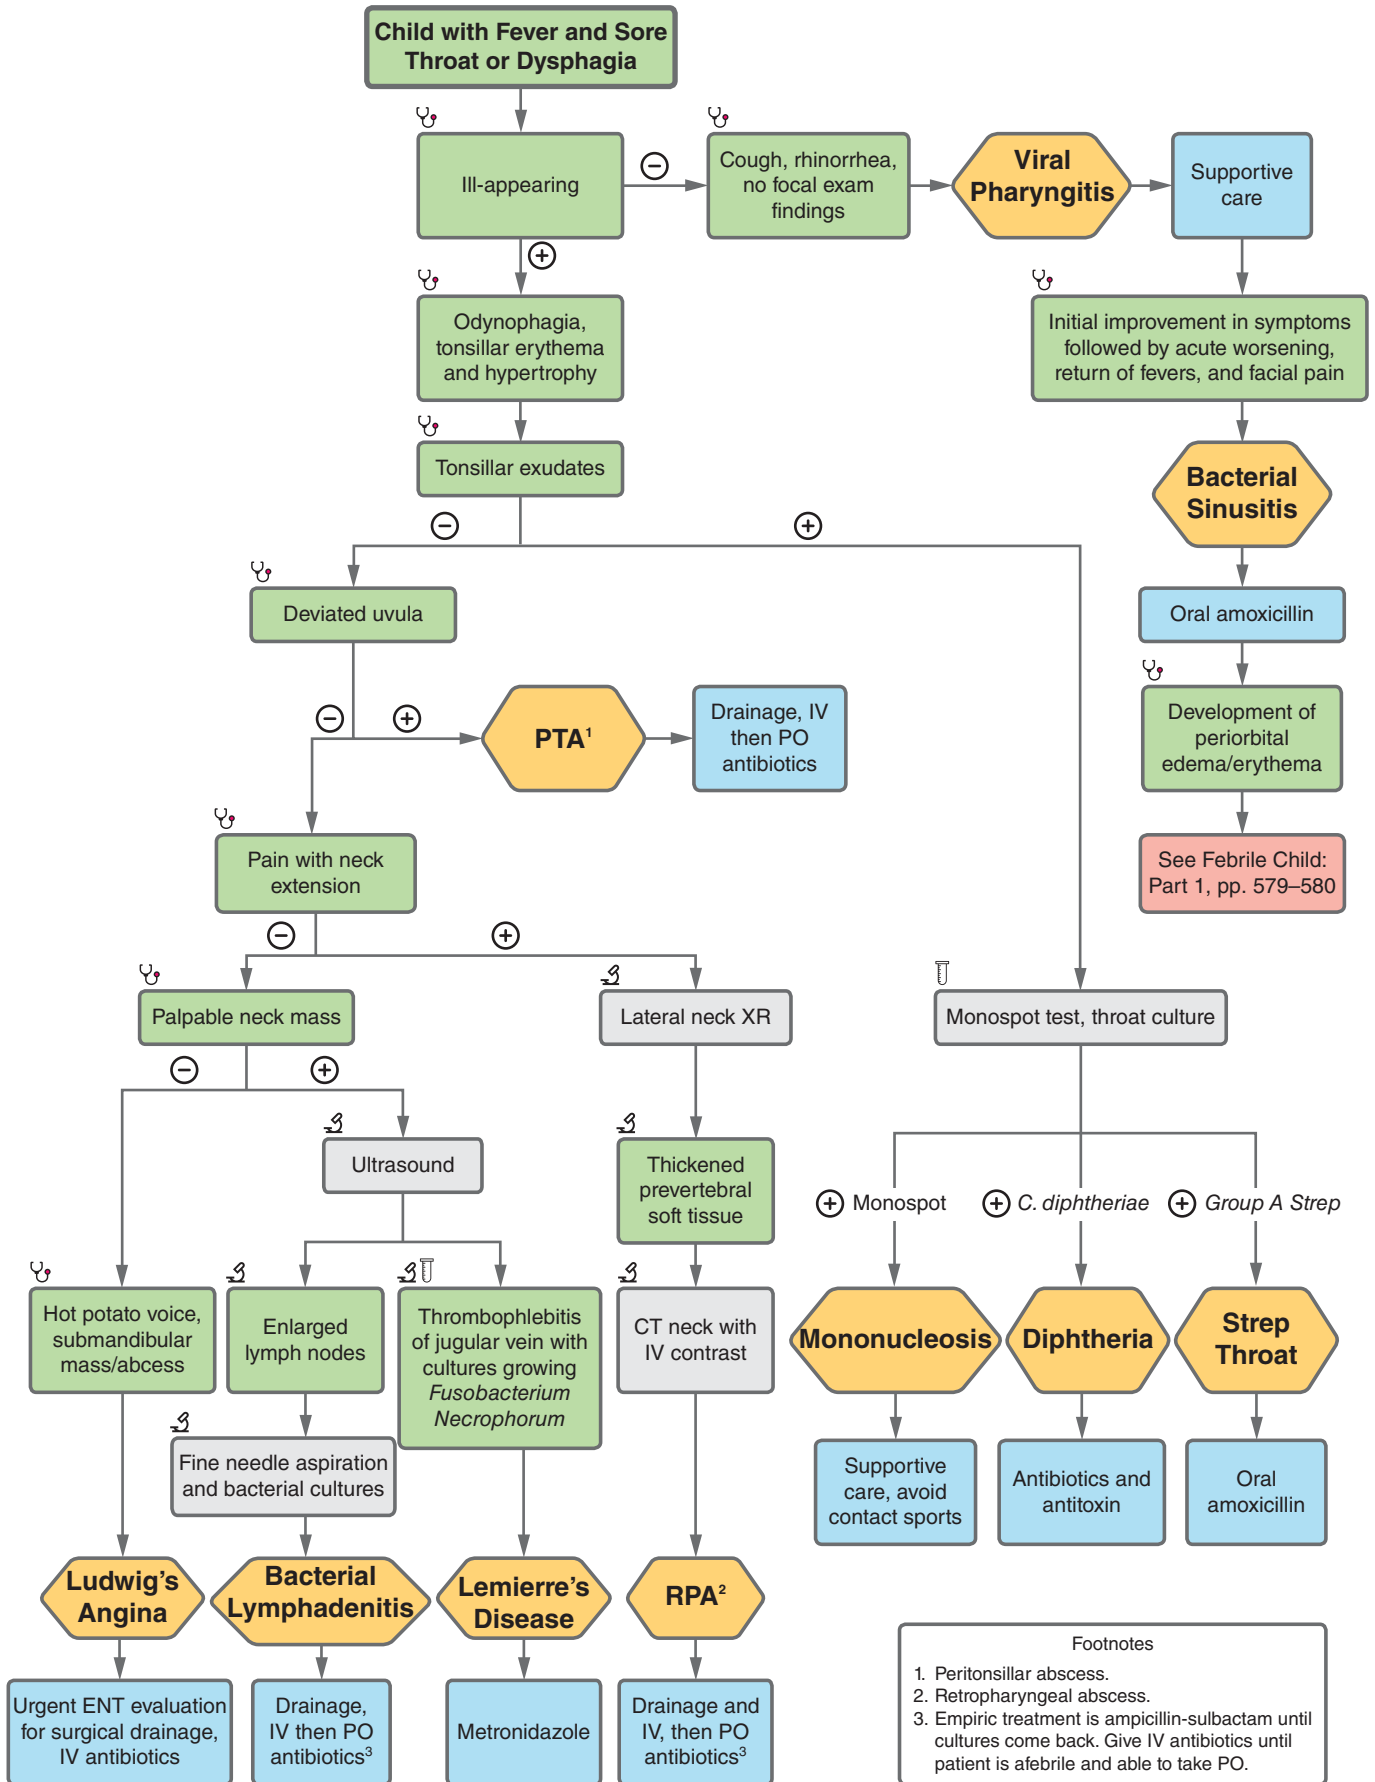 Child with Fever and Sore
Throat or Dysphagia
Ill-appearing
Cough, rhinorrhea,
no focal exam
findings
Viral
Pharyngitis
Supportive
care
Odynophagia,
tonsillar erythema
and hypertrophy
Initial improvement in symptoms
followed by acute worsening,
return of fevers, and facial pain
Tonsillar exudates
Bacterial
Sinusitis
Deviated uvula
Oral amoxicillin
PTA¹
Drainage, IV
then PO
antibiotics
Development of
periorbital
edema/erythema
Pain with neck
extension
See Febrile Child:
Part 1, pp. 579–580
Palpable neck mass
Lateral neck XR
Monospot test, throat culture
Ultrasound
Thickened
prevertebral
soft tissue
Monospot
C. diphtheriae
Group A Strep
Hot potato voice,
submandibular
mass/abcess
Enlarged
lymph nodes
Thrombophlebitis
of jugular vein with
cultures growing
Fusobacterium
Necrophorum
CT neck with
IV contrast
Mononucleosis
Diphtheria
Strep
Throat
Fine needle aspiration
and bacterial cultures
Supportive
care, avoid
contact sports
Antibiotics and
antitoxin
Oral
amoxicillin
Ludwig's
Angina
Bacterial
Lymphadenitis
Lemierre's
Disease
RPA²
Urgent ENT evaluation
for surgical drainage,
IV antibiotics
Drainage,
IV then PO
antibiotics³
Metronidazole
Drainage and
IV, then PO
antibiotics³
Footnotes
1. Peritonsillar abscess.
2. Retropharyngeal abscess.
3. Empiric treatment is ampicillin-sulbactam until
cultures come back. Give IV antibiotics until
patient is afebrile and able to take PO.